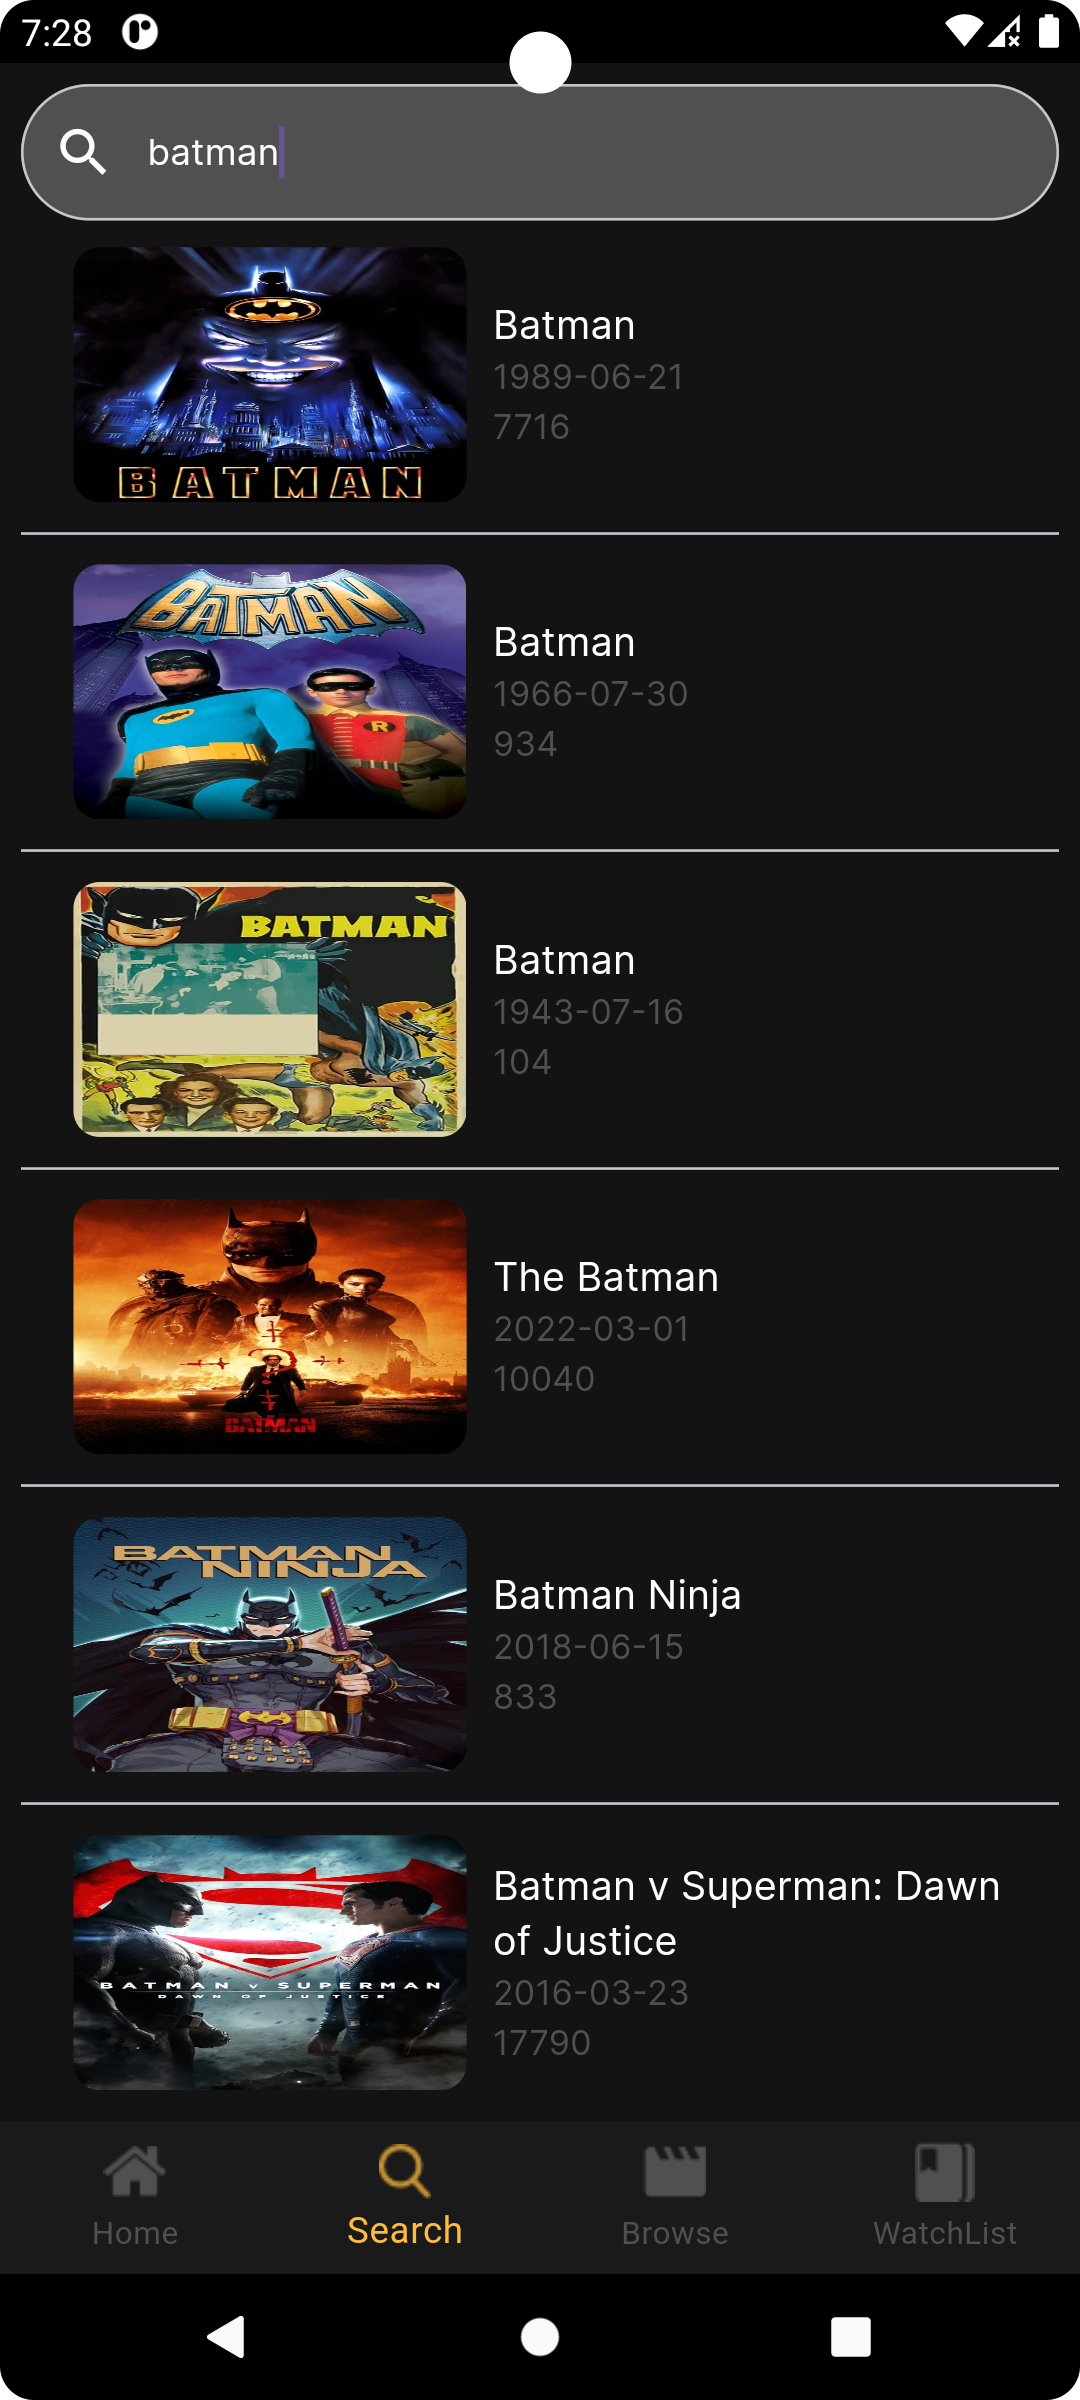 7:28
batman
BATMAN
Batman
1989-06-21
7716
BATMAN
R
Batman
1966-07-30
934
BATMAN
Batman
1943-07-16
104
BATMAN
The Batman
2022-03-01
10040
BATMAN
NINJA
Batman Ninja
2018-06-15
833
BATMAN v SUPERMAN
DAWN OF JUSTICE
Batman v Superman: Dawn
of Justice
2016-03-23
17790
Home
Search
Browse
WatchList